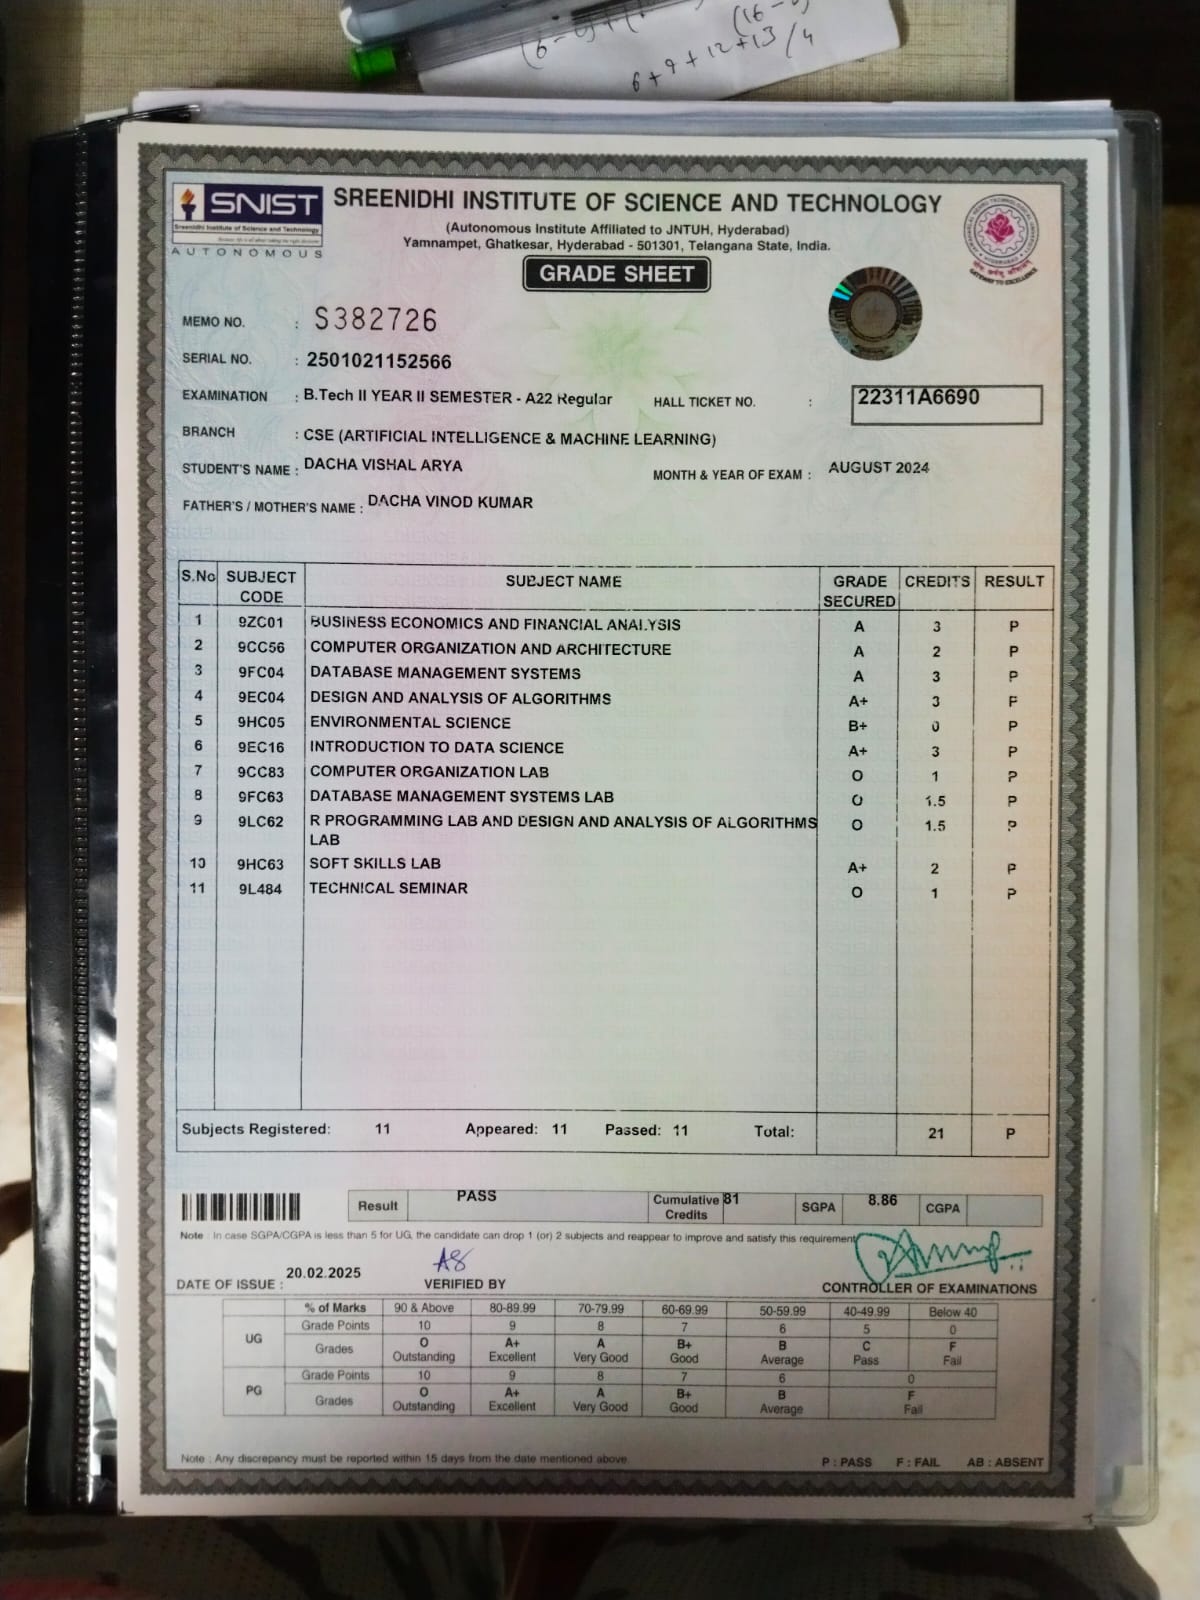 (16 -
6 + 9 + 12 + 13 / 4
SNIST
Sreenidhi Institute of Science and Technology
AUTONOMOUS
SREENIDHI INSTITUTE OF SCIENCE AND TECHNOLOGY
(Autonomous Institute Affiliated to JNTUH, Hyderabad)
Yamnampet, Ghatkesar, Hyderabad - 501301, Telangana State, India.
GRADE SHEET
MEMO NO. : S382726
SERIAL NO. : 2501021152566
EXAMINATION : B.Tech II YEAR II SEMESTER - A22 Regular HALL TICKET NO. : 22311A6690
BRANCH : CSE (ARTIFICIAL INTELLIGENCE & MACHINE LEARNING)
STUDENT'S NAME : DACHA VISHAL ARYA MONTH & YEAR OF EXAM : AUGUST 2024
FATHER'S / MOTHER'S NAME : DACHA VINOD KUMAR
S.No SUBJECT CODE SUBJECT NAME GRADE SECURED CREDITS RESULT
1 9ZC01 BUSINESS ECONOMICS AND FINANCIAL ANALYSIS A 3 P
2 9CC56 COMPUTER ORGANIZATION AND ARCHITECTURE A 2 P
3 9FC04 DATABASE MANAGEMENT SYSTEMS A 3 P
4 9EC04 DESIGN AND ANALYSIS OF ALGORITHMS A+ 3 P
5 9HC05 ENVIRONMENTAL SCIENCE B+ 0 P
6 9EC16 INTRODUCTION TO DATA SCIENCE A+ 3 P
7 9CC83 COMPUTER ORGANIZATION LAB O 1 P
8 9FC63 DATABASE MANAGEMENT SYSTEMS LAB O 1.5 P
9 9LC62 R PROGRAMMING LAB AND DESIGN AND ANALYSIS OF ALGORITHMS O 1.5 P
LAB
10 9HC63 SOFT SKILLS LAB A+ 2 P
11 9L484 TECHNICAL SEMINAR O 1 P
Subjects Registered: 11 Appeared: 11 Passed: 11 Total: 21 P
Result PASS Cumulative Credits 81 SGPA 8.86 CGPA
Note : In case SGPA/CGPA is less than 5 for UG, the candidate can drop 1 (or) 2 subjects and reappear to improve and satisfy this requirement
DATE OF ISSUE : 20.02.2025 VERIFIED BY CONTROLLER OF EXAMINATIONS
% of Marks 90 & Above 80-89.99 70-79.99 60-69.99 50-59.99 40-49.99 Below 40
UG Grade Points 10 9 8 7 6 5 0
Grades O A+ A B+ B C F
Outstanding Excellent Very Good Good Average Pass Fail
PG Grade Points 10 9 8 7 6 0
Grades O A+ A B+ B F
Outstanding Excellent Very Good Good Average Fail
Note : Any discrepancy must be reported within 15 days from the date mentioned above. P : PASS F : FAIL AB : ABSENT